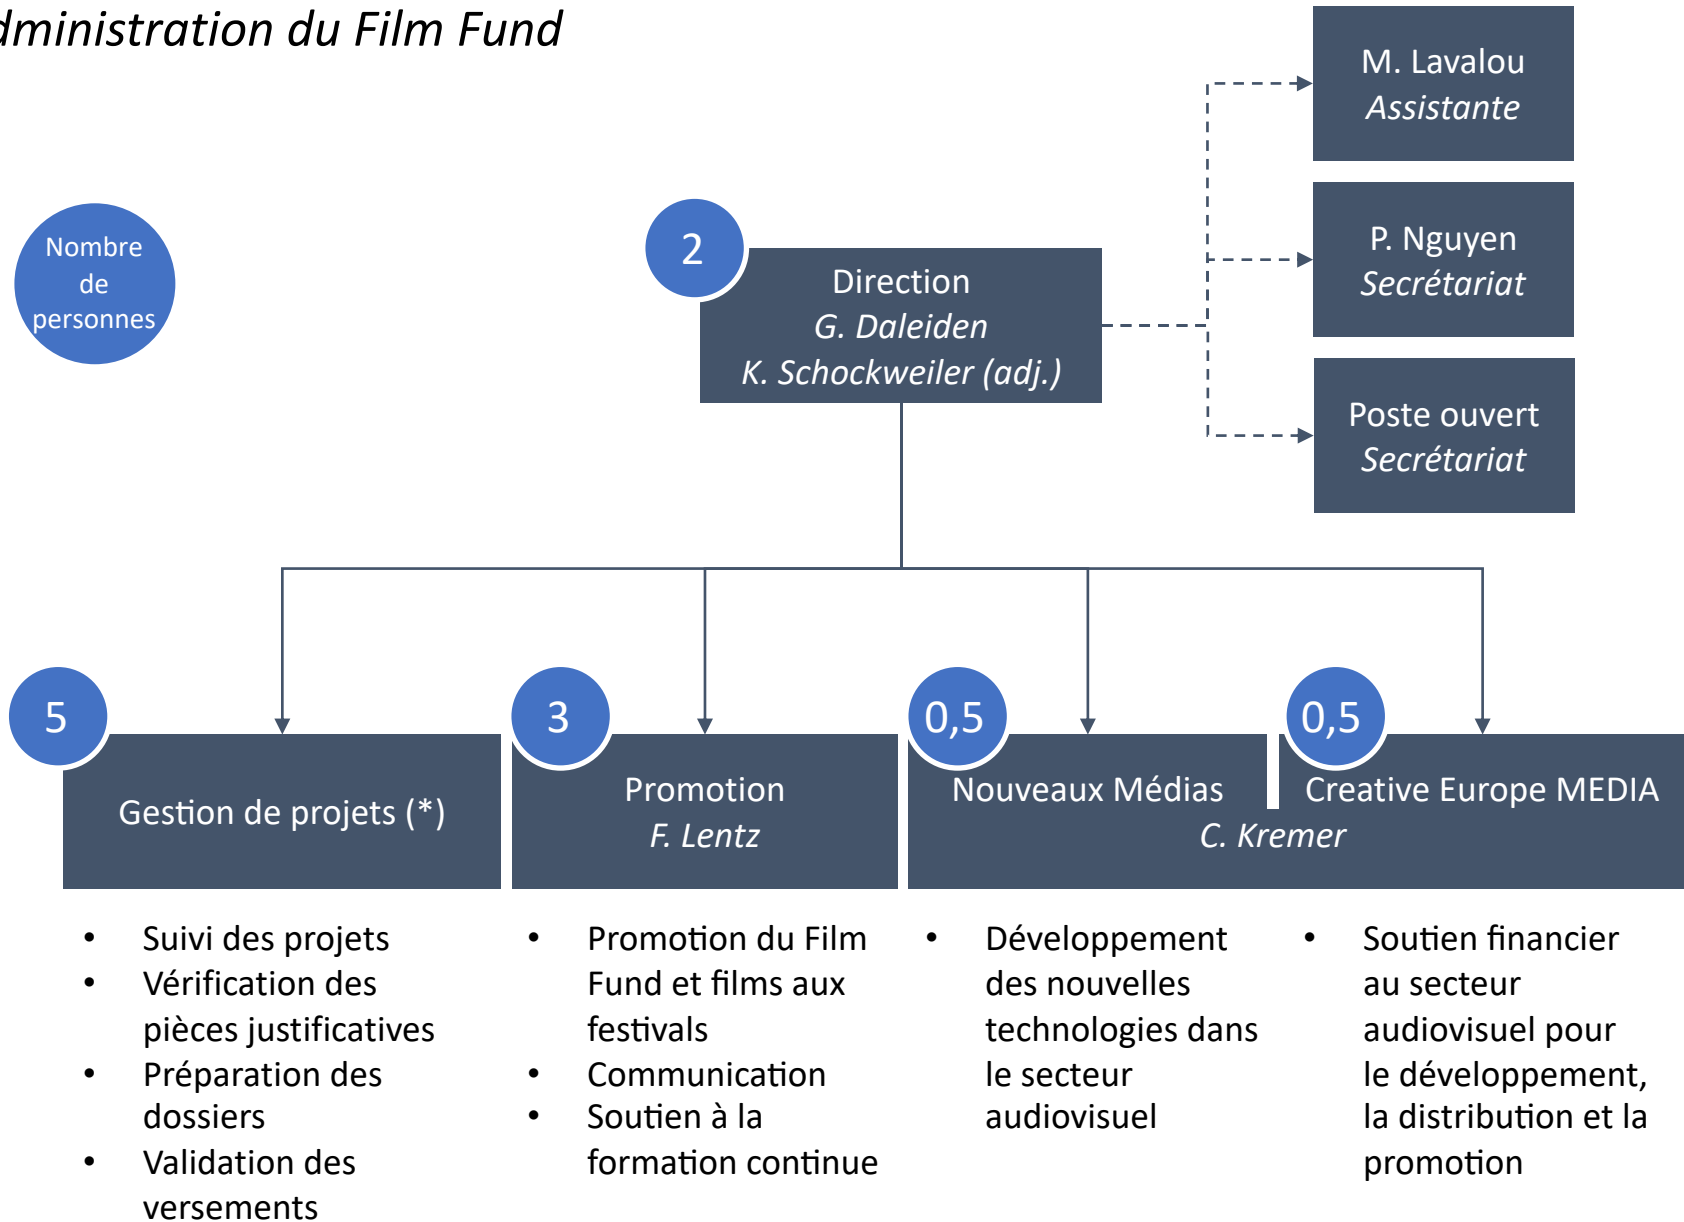 dministration du Film Fund
M. Lavalou
Assistante
Nombre
de
personnes
2
Direction
G. Daleiden
K. Schockweiler (adj.)
P. Nguyen
Secrétariat
Poste ouvert
Secrétariat
5
Gestion de projets (*)
3
Promotion
F. Lentz
0,5
Nouveaux Médias
0,5
Creative Europe MEDIA
C. Kremer
• Suivi des projets
• Vérification des
pièces justificatives
• Préparation des
dossiers
• Validation des
versements
• Promotion du Film
Fund et films aux
festivals
• Communication
• Soutien à la
formation continue
• Développement
des nouvelles
technologies dans
le secteur
audiovisuel
• Soutien financier
au secteur
audiovisuel pour
le développement,
la distribution et la
promotion